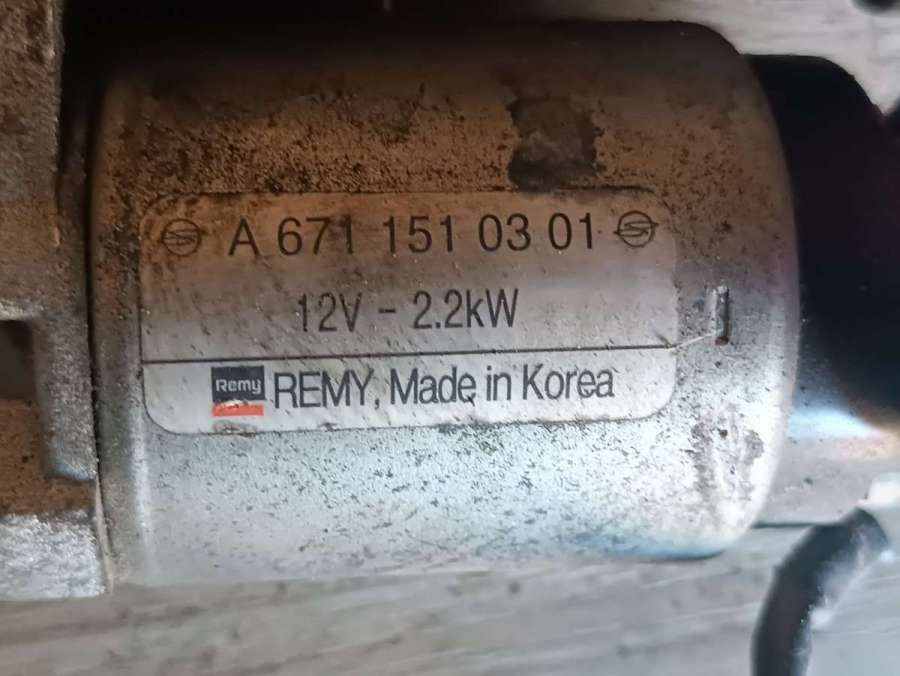 A 671 151 03 01
12V - 2.2kW
Remy REMY, Made in Korea